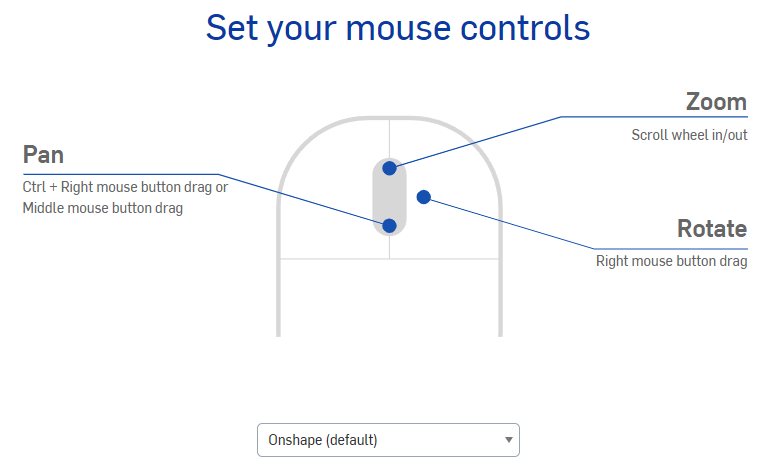 Set your mouse controls
Zoom
Scroll wheel in/out
Pan
Ctrl + Right mouse button drag or
Middle mouse button drag
Rotate
Right mouse button drag
Onshape (default)